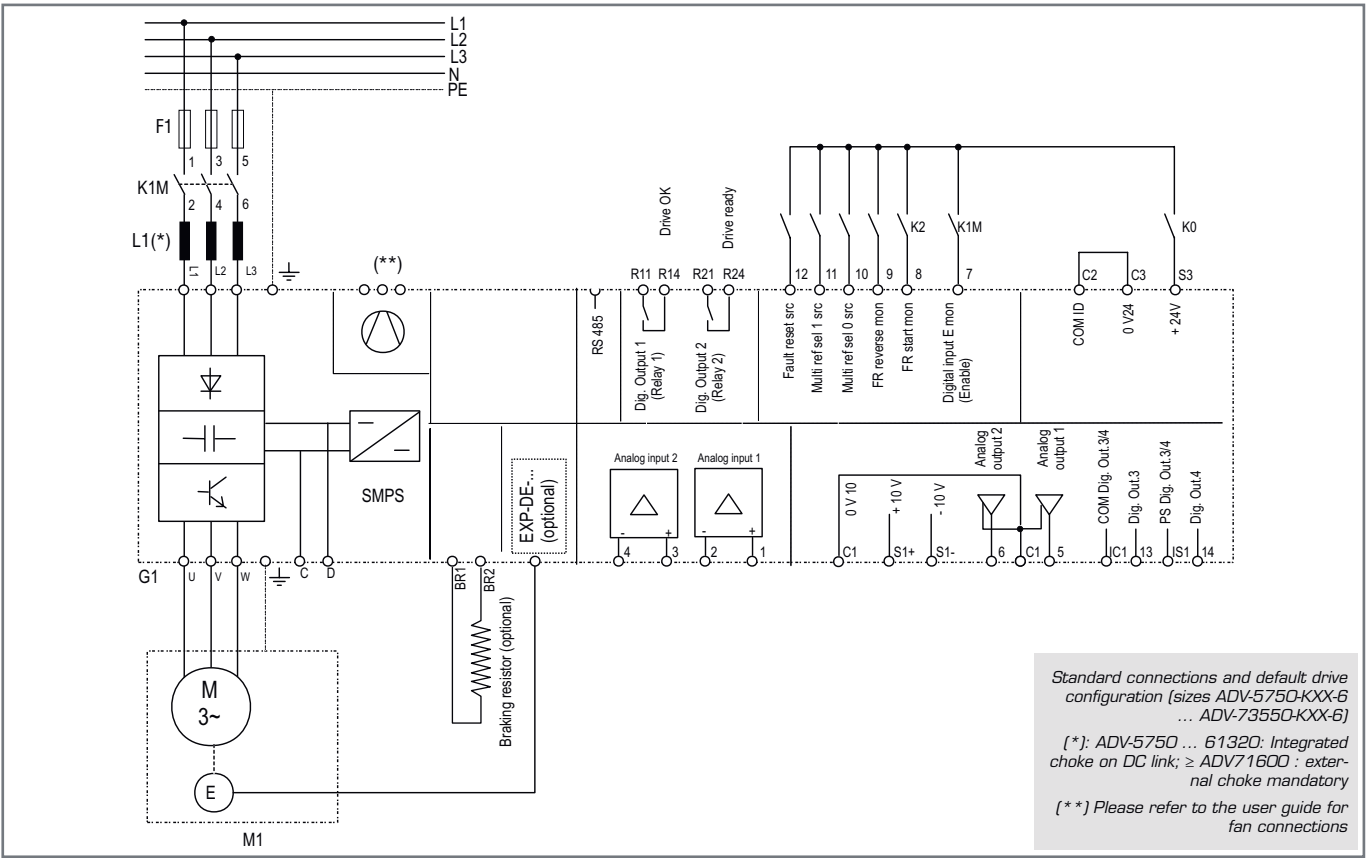 L1
L2
L3
N
PE
F1
1 3 5
K1M
2 4 6
L1(*)
L1 L2 L3
(**)
Drive OK
Drive ready
R11 R14 R21 R24
RS 485
Dig. Output 1
(Relay 1)
Dig. Output 2
(Relay 2)
K2
K1M
K0
12 11 10 9 8 7
C2 C3 S3
Fault reset src
Multi ref sel 1 src
Multi ref sel 0 src
FR reverse mon
FR start mon
Digital input E mon
(Enable)
COM ID
0 V24
+ 24V
SMPS
EXP-DE-...
(optional)
Analog input 2
- +
4 3
Analog input 1
- +
2 1
0 V 10
+ 10 V
- 10 V
Analog
output 2
Analog
output 1
COM Dig. Out.3/4
Dig. Out.3
PS Dig. Out.3/4
Dig. Out.4
C1 S1+ S1- 6 C1 5 IC1 13 IS1 14
G1 U V W C D
BR1
BR2
Braking resistor (optional)
M
3~
E
M1
Standard connections and default drive
configuration (sizes ADV-5750-KXX-6
... ADV-73550-KXX-6)
(*): ADV-5750 ... 61320: Integrated
choke on DC link; ≥ ADV71600 : exter-
nal choke mandatory
(**) Please refer to the user guide for
fan connections